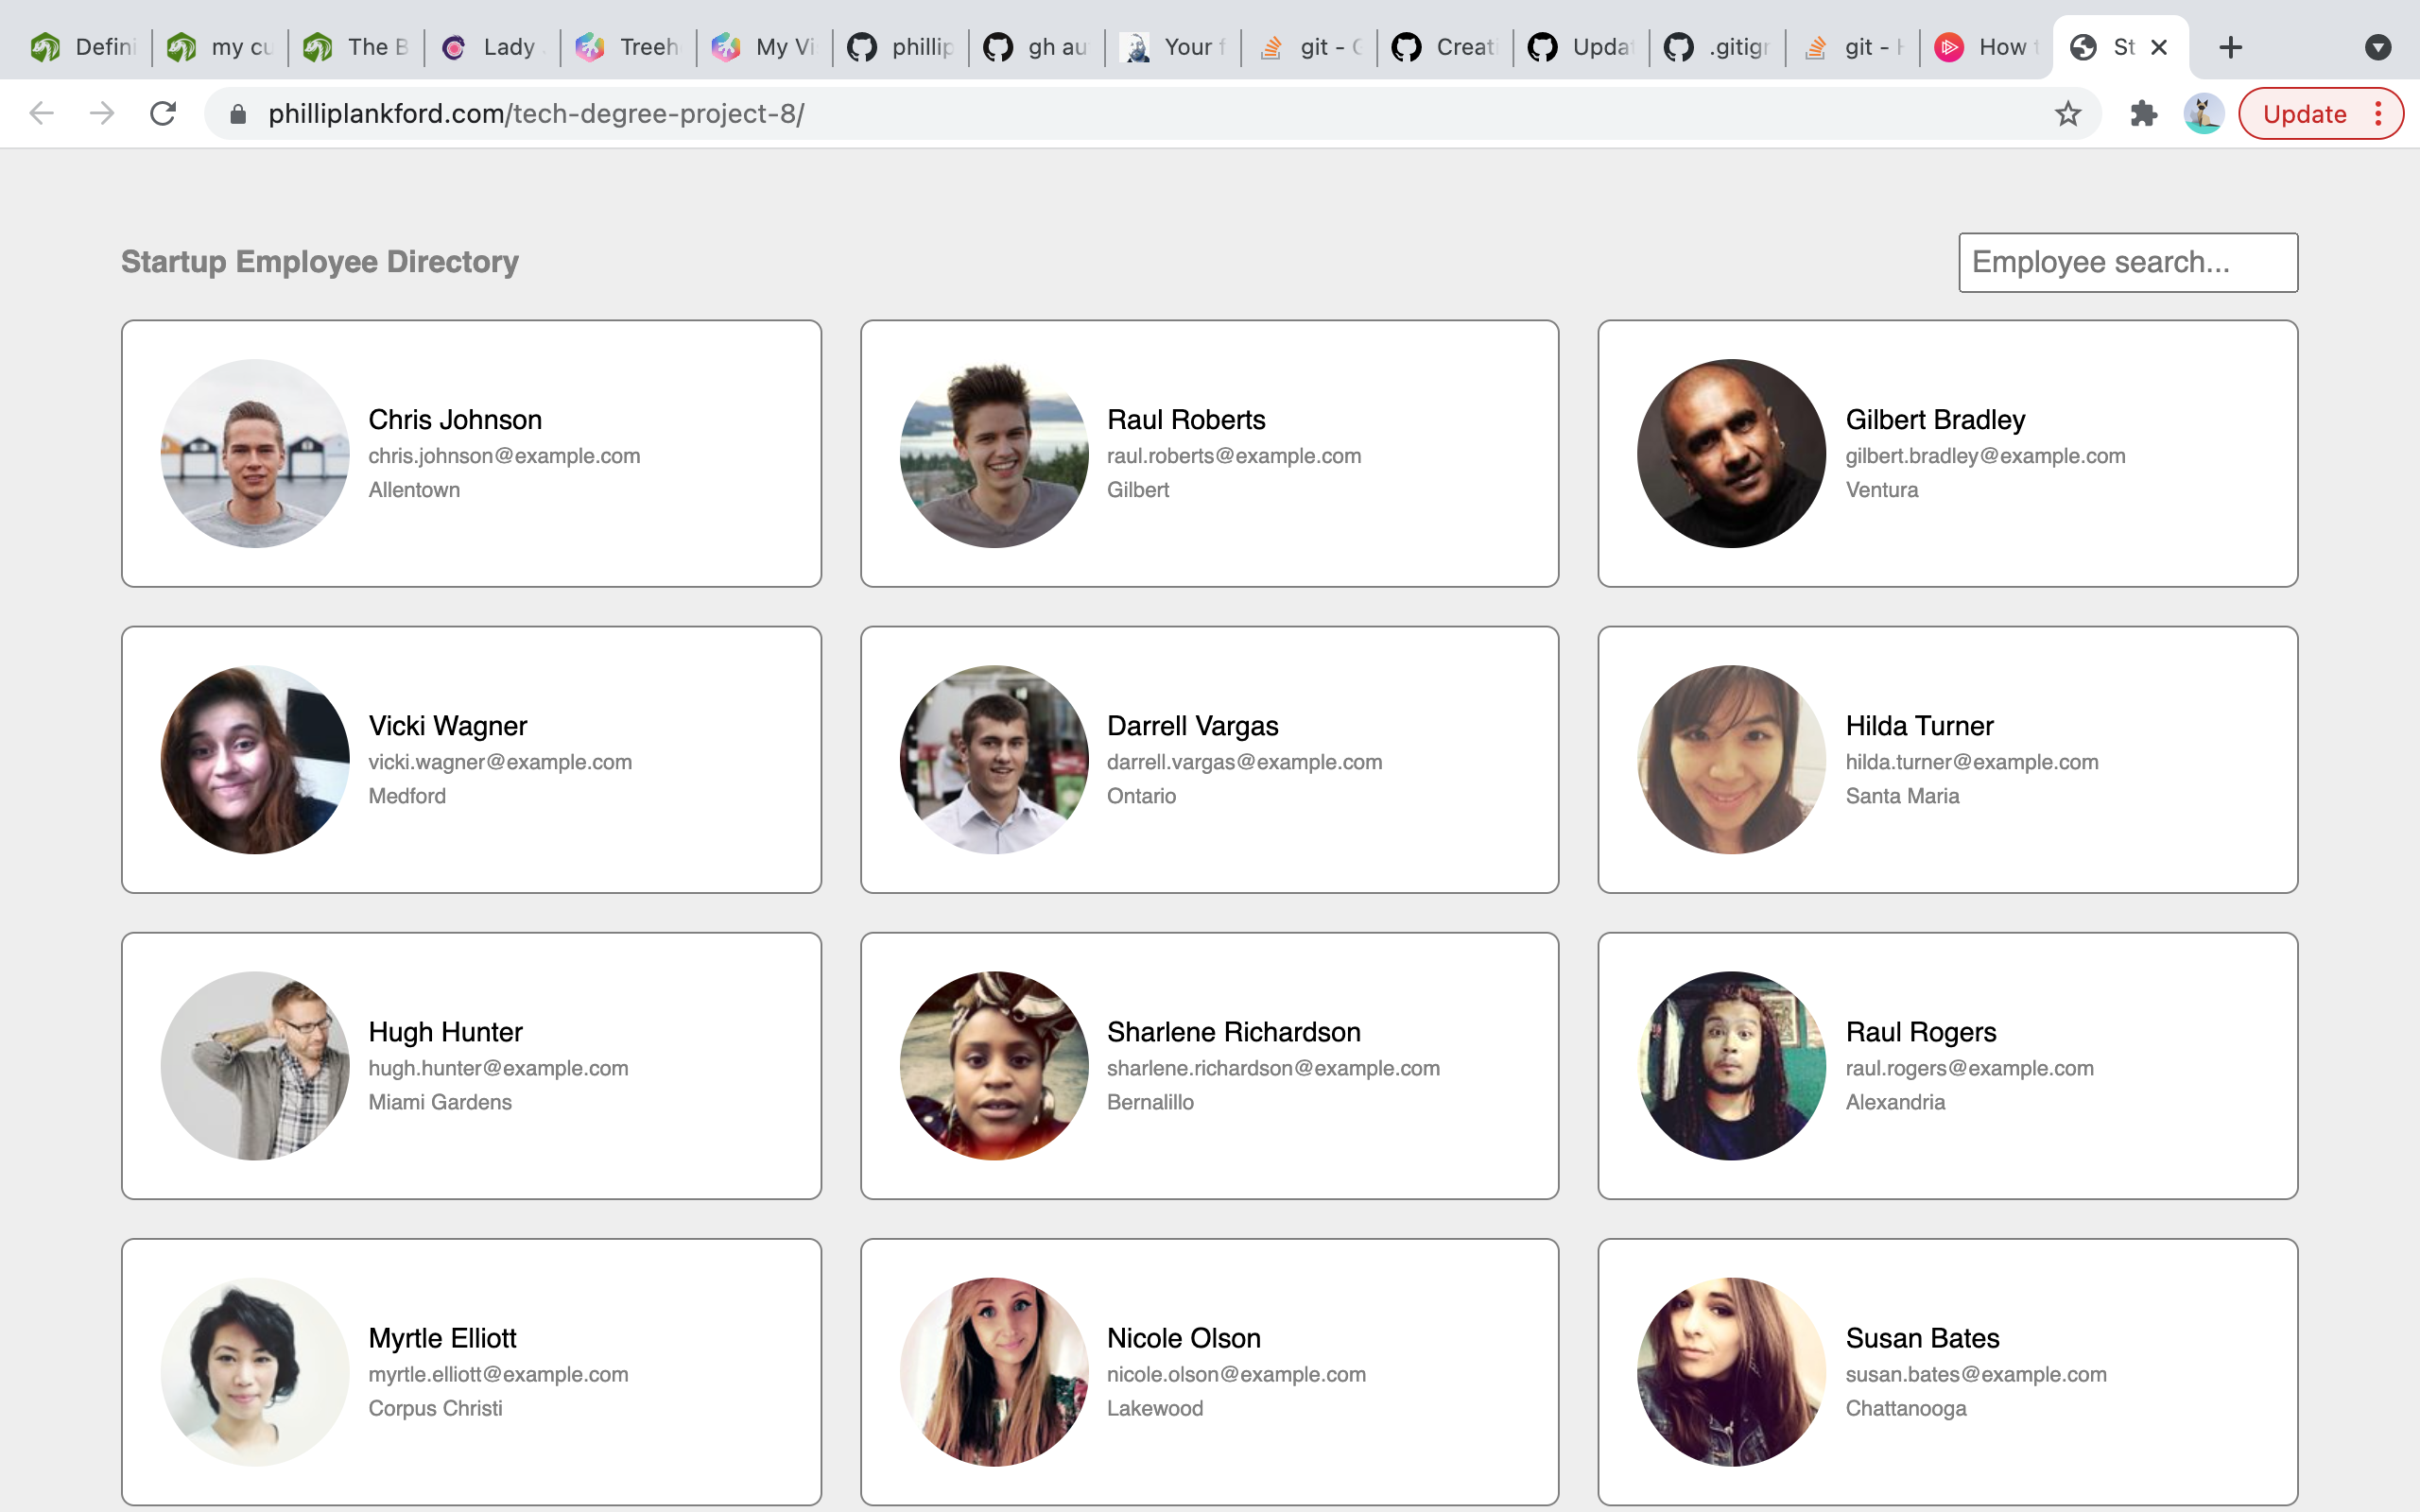 Defini my cu The B Lady Treeh My Vi phillip gh au Your f git - Creati Updat .gitign git - How t St
philliplankford.com/tech-degree-project-8/ Update
Startup Employee Directory Employee search...
Chris Johnson
chris.johnson@example.com
Allentown
Raul Roberts
raul.roberts@example.com
Gilbert
Gilbert Bradley
gilbert.bradley@example.com
Ventura
Vicki Wagner
vicki.wagner@example.com
Medford
Darrell Vargas
darrell.vargas@example.com
Ontario
Hilda Turner
hilda.turner@example.com
Santa Maria
Hugh Hunter
hugh.hunter@example.com
Miami Gardens
Sharlene Richardson
sharlene.richardson@example.com
Bernalillo
Raul Rogers
raul.rogers@example.com
Alexandria
Myrtle Elliott
myrtle.elliott@example.com
Corpus Christi
Nicole Olson
nicole.olson@example.com
Lakewood
Susan Bates
susan.bates@example.com
Chattanooga